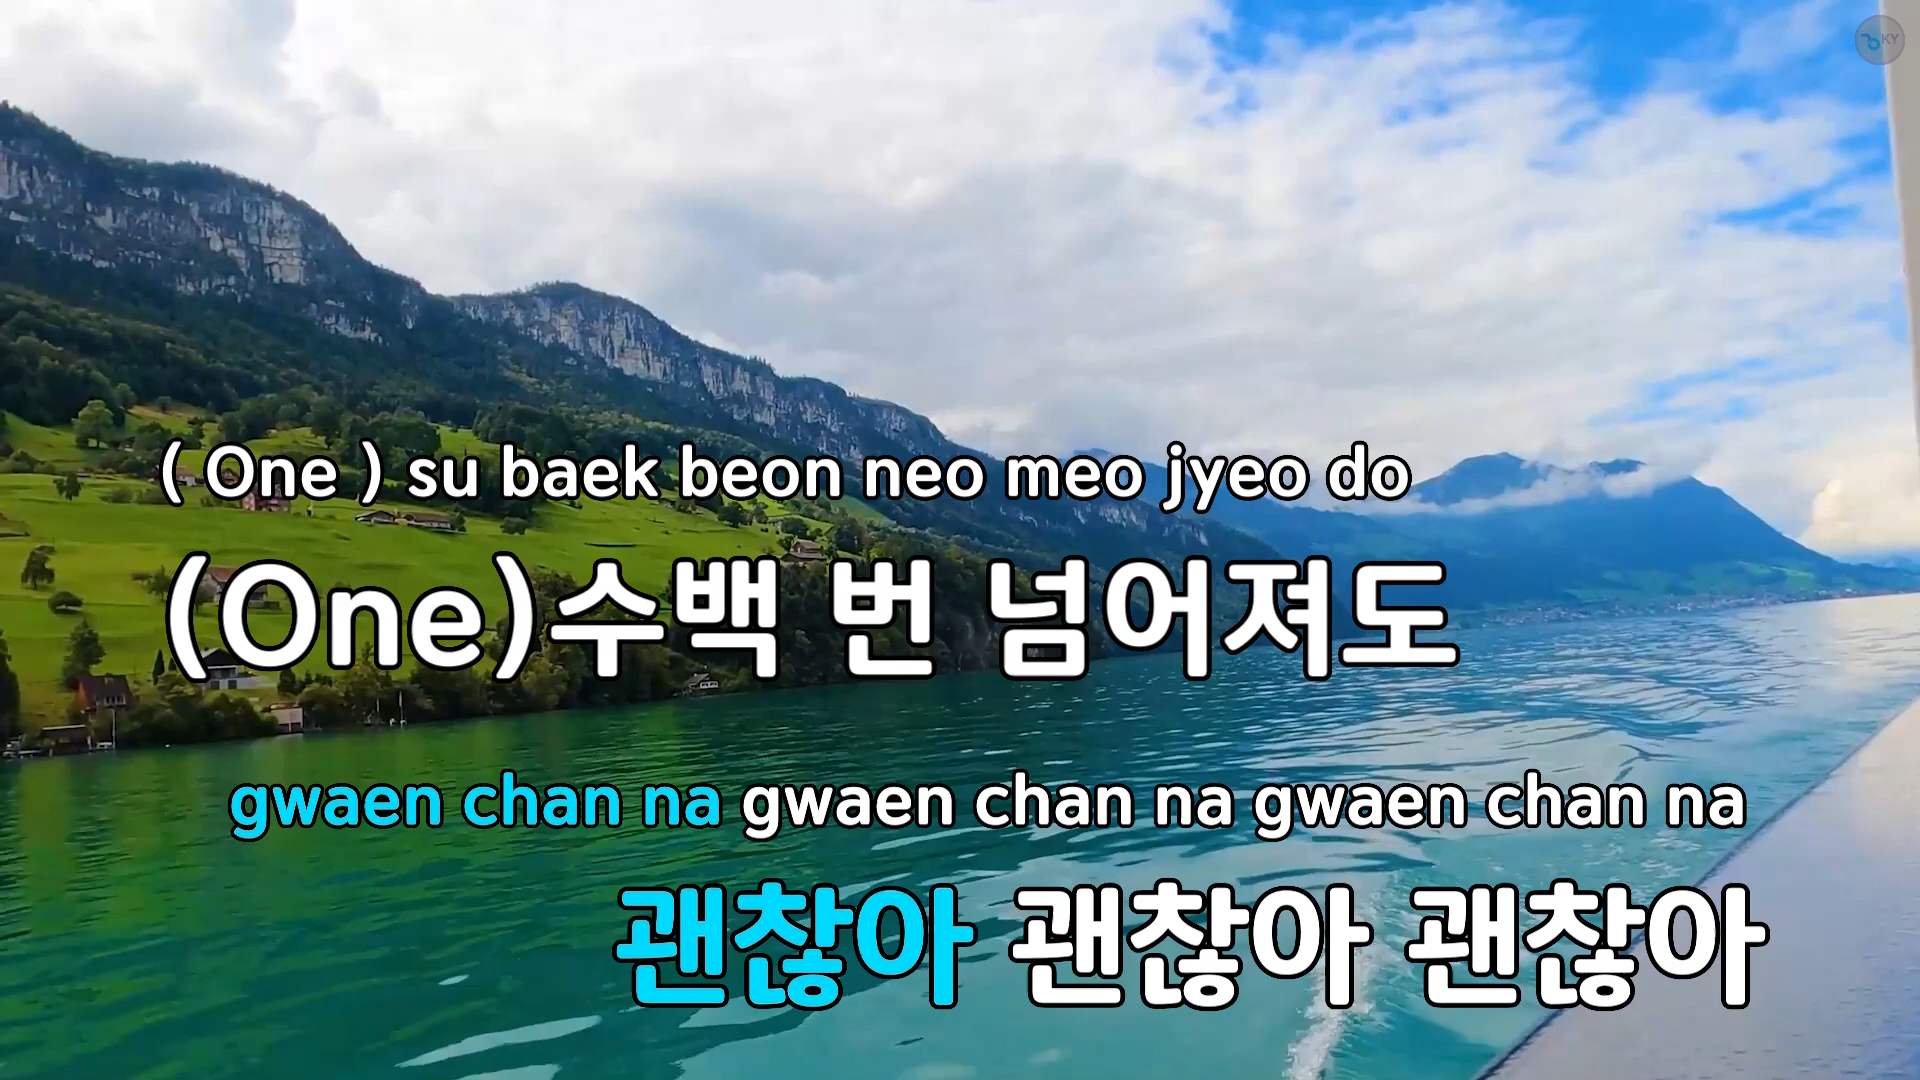 KY
( One ) su baek beon neo meo jyeo do
(One)수백 번 넘어져도
gwaen chan na gwaen chan na gwaen chan na
괜찮아 괜찮아 괜찮아